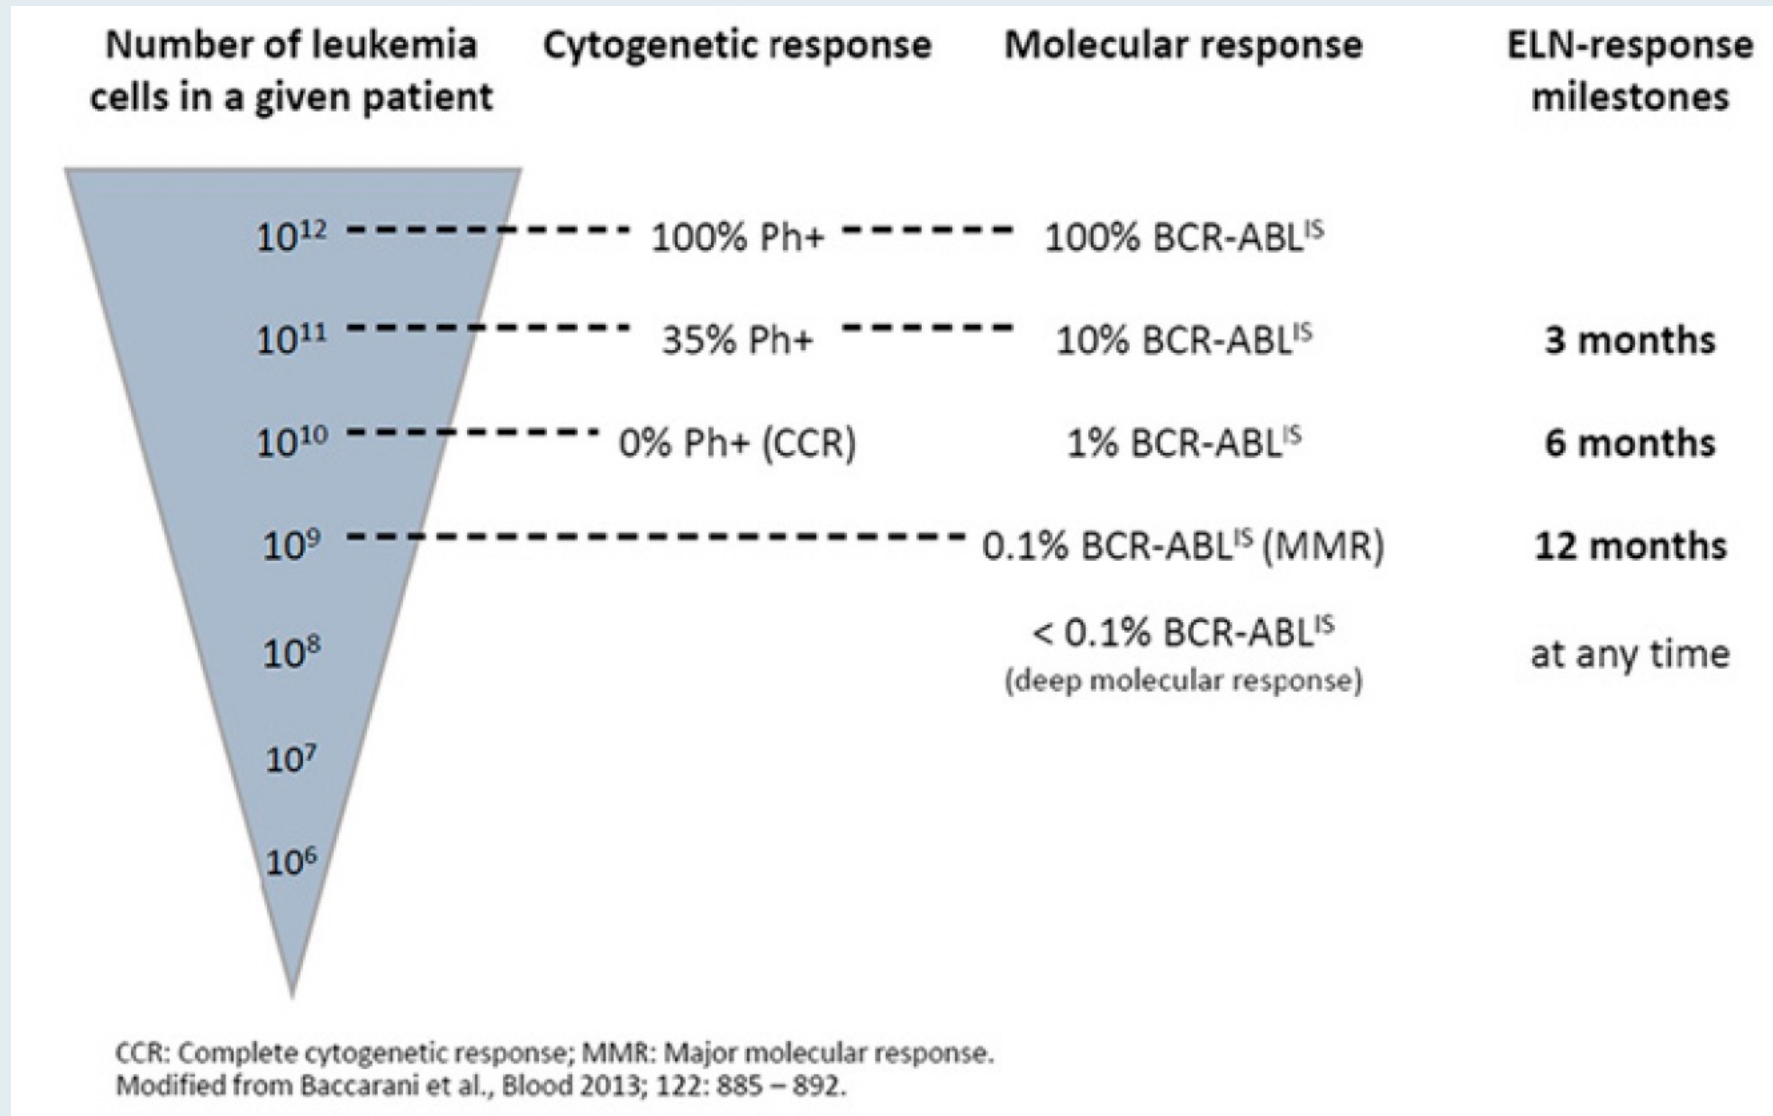 Number of leukemia cells in a given patient
Cytogenetic response
Molecular response
ELN-response milestones
10¹² 100% Ph+ 100% BCR-ABLᴵˢ
10¹¹ 35% Ph+ 10% BCR-ABLᴵˢ 3 months
10¹⁰ 0% Ph+ (CCR) 1% BCR-ABLᴵˢ 6 months
10⁹ 0.1% BCR-ABLᴵˢ (MMR) 12 months
10⁸ < 0.1% BCR-ABLᴵˢ at any time
(deep molecular response)
10⁷
10⁶
CCR: Complete cytogenetic response; MMR: Major molecular response.
Modified from Baccarani et al., Blood 2013; 122: 885 – 892.